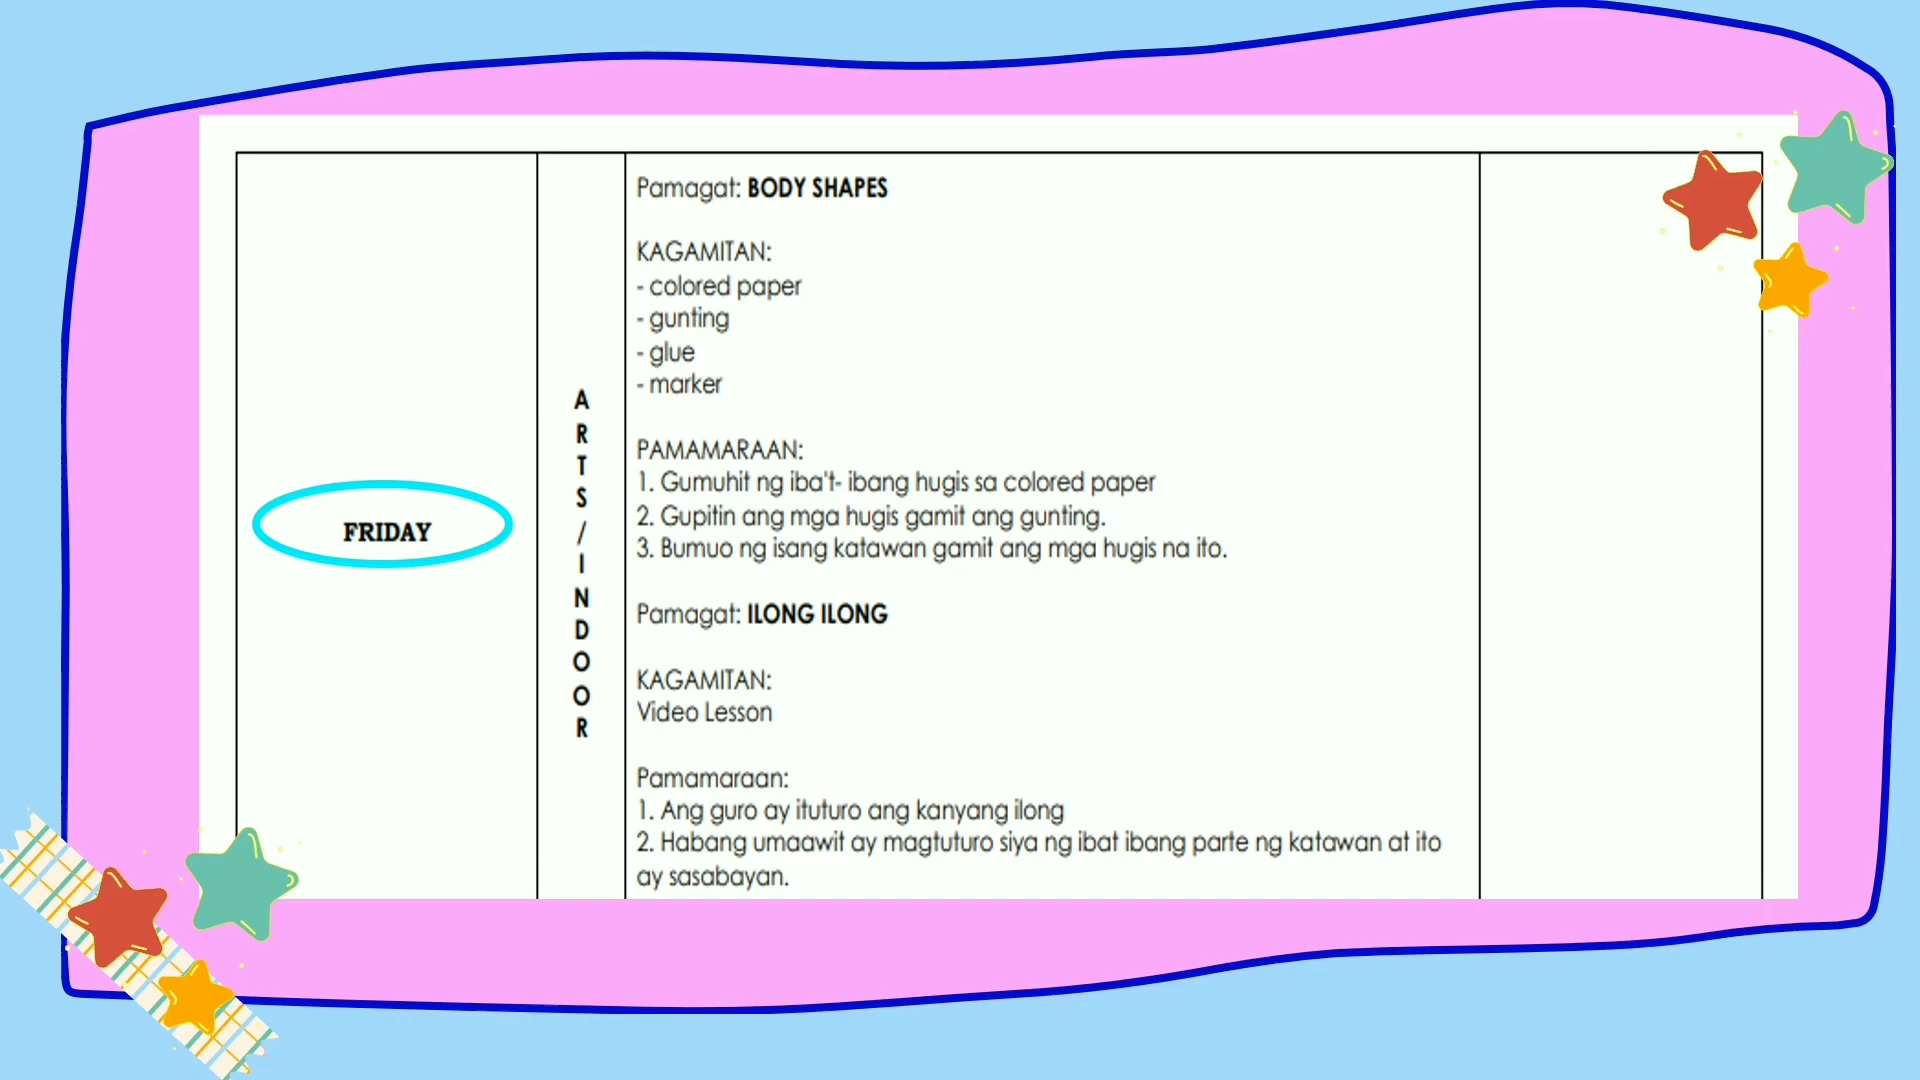 FRIDAY
A
R
T
S
/
I
N
D
O
O
R
Pamagat: BODY SHAPES
KAGAMITAN:
- colored paper
- gunting
- glue
- marker
PAMAMARAAN:
1. Gumuhit ng iba't- ibang hugis sa colored paper
2. Gupitin ang mga hugis gamit ang gunting.
3. Bumuo ng isang katawan gamit ang mga hugis na ito.
Pamagat: ILONG ILONG
KAGAMITAN:
Video Lesson
Pamamaraan:
1. Ang guro ay ituturo ang kanyang ilong
2. Habang umaawit ay magtuturo siya ng ibat ibang parte ng katawan at ito
ay sasabayan.